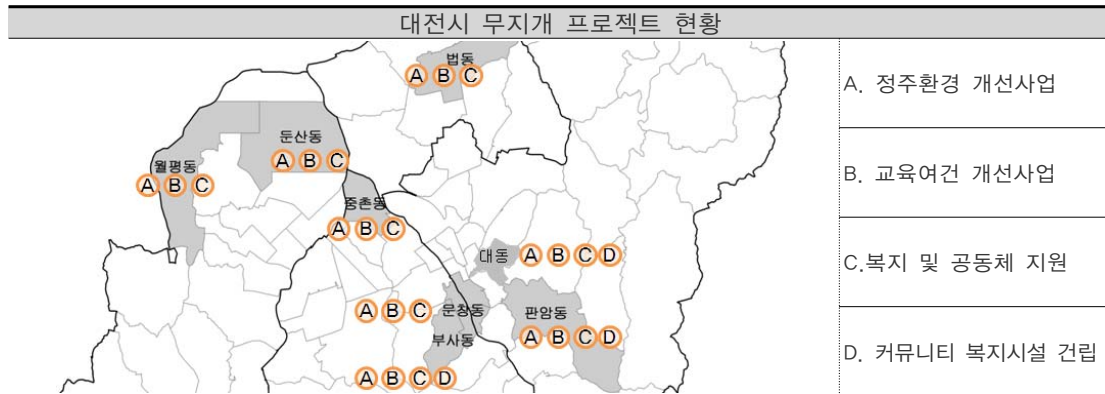 대전시 무지개 프로젝트 현황
법동
A B C
둔산동
A B C
월평동
A B C
중촌동
A B C
대동 A B C D
A B C 문창동
판암동
A B C D
부사동
A B C D
A. 정주환경 개선사업
B. 교육여건 개선사업
C.복지 및 공동체 지원
D. 커뮤니티 복지시설 건립